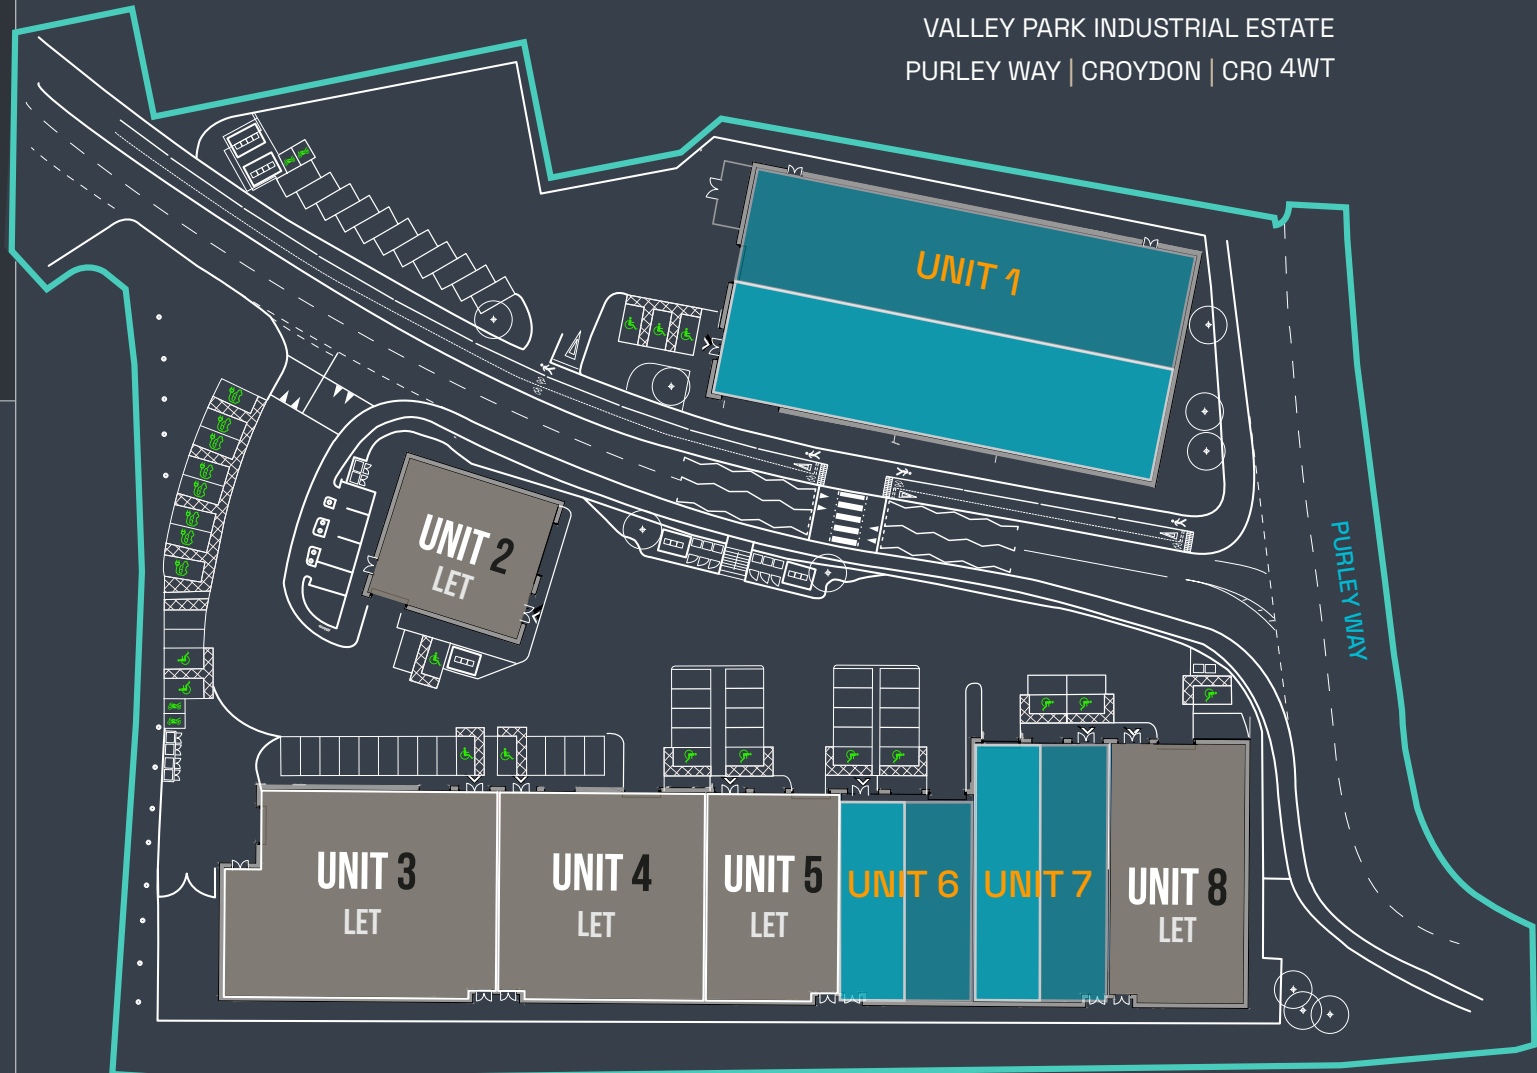 VALLEY PARK INDUSTRIAL ESTATE
PURLEY WAY | CROYDON | CRO 4WT
UNIT 1
UNIT 2
LET
PURLEY WAY
UNIT 3
LET
UNIT 4
LET
UNIT 5
LET
UNIT 6
UNIT 7
UNIT 8
LET